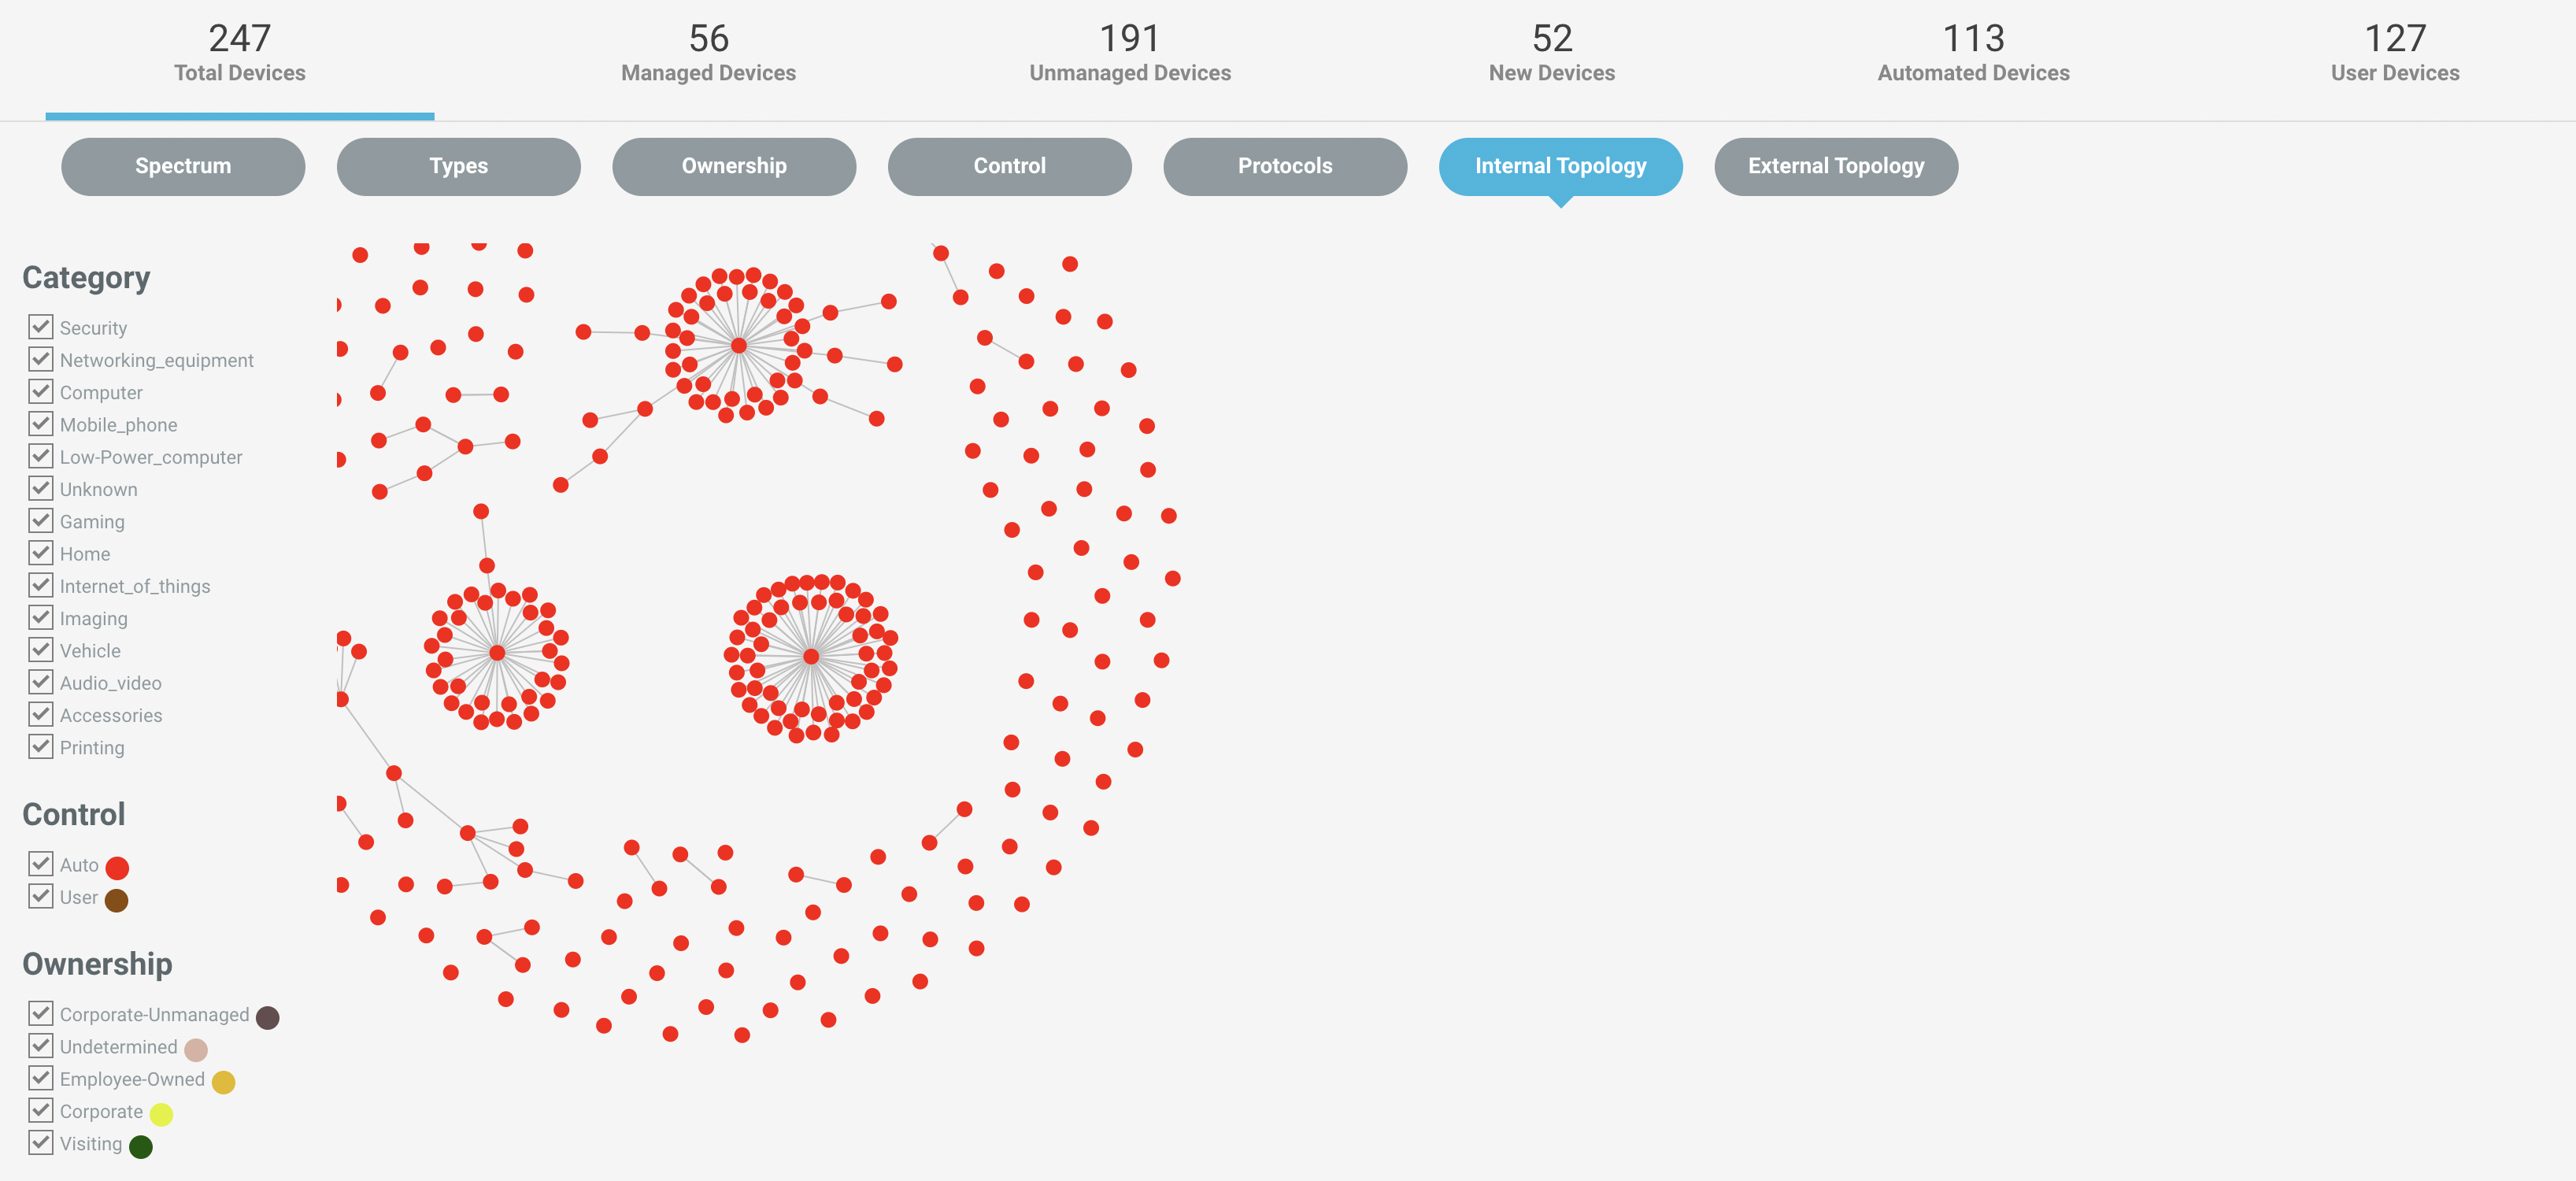 247 56 191 52 113 127
Total Devices Managed Devices Unmanaged Devices New Devices Automated Devices User Devices
Spectrum Types Ownership Control Protocols Internal Topology External Topology
Category
Security
Networking_equipment
Computer
Mobile_phone
Low-Power_computer
Unknown
Gaming
Home
Internet_of_things
Imaging
Vehicle
Audio_video
Accessories
Printing
Control
Auto
User
Ownership
Corporate-Unmanaged
Undetermined
Employee-Owned
Corporate
Visiting